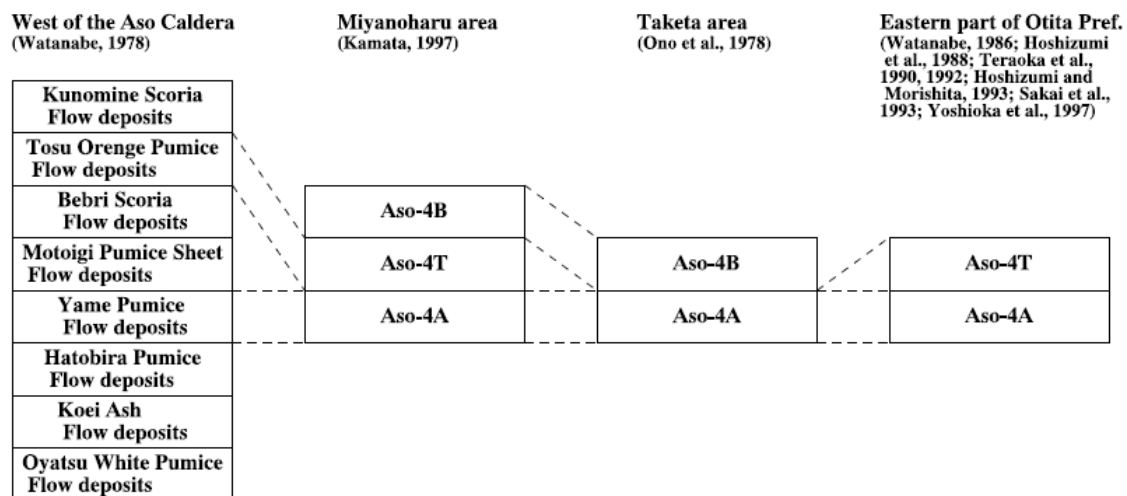 West of the Aso Caldera
(Watanabe, 1978)
Miyanoharu area
(Kamata, 1997)
Taketa area
(Ono et al., 1978)
Eastern part of Otita Pref.
(Watanabe, 1986; Hoshizumi
et al., 1988; Teraoka et al.,
1990, 1992; Hoshizumi and
Morishita, 1993; Sakai et al.,
1993; Yoshioka et al., 1997)
Kunomine Scoria
Flow deposits
Tosu Orenge Pumice
Flow deposits
Bebri Scoria
Flow deposits
Motoigi Pumice Sheet
Flow deposits
Yame Pumice
Flow deposits
Hatobira Pumice
Flow deposits
Koei Ash
Flow deposits
Oyatsu White Pumice
Flow deposits
Aso-4B
Aso-4T
Aso-4A
Aso-4B
Aso-4A
Aso-4T
Aso-4A